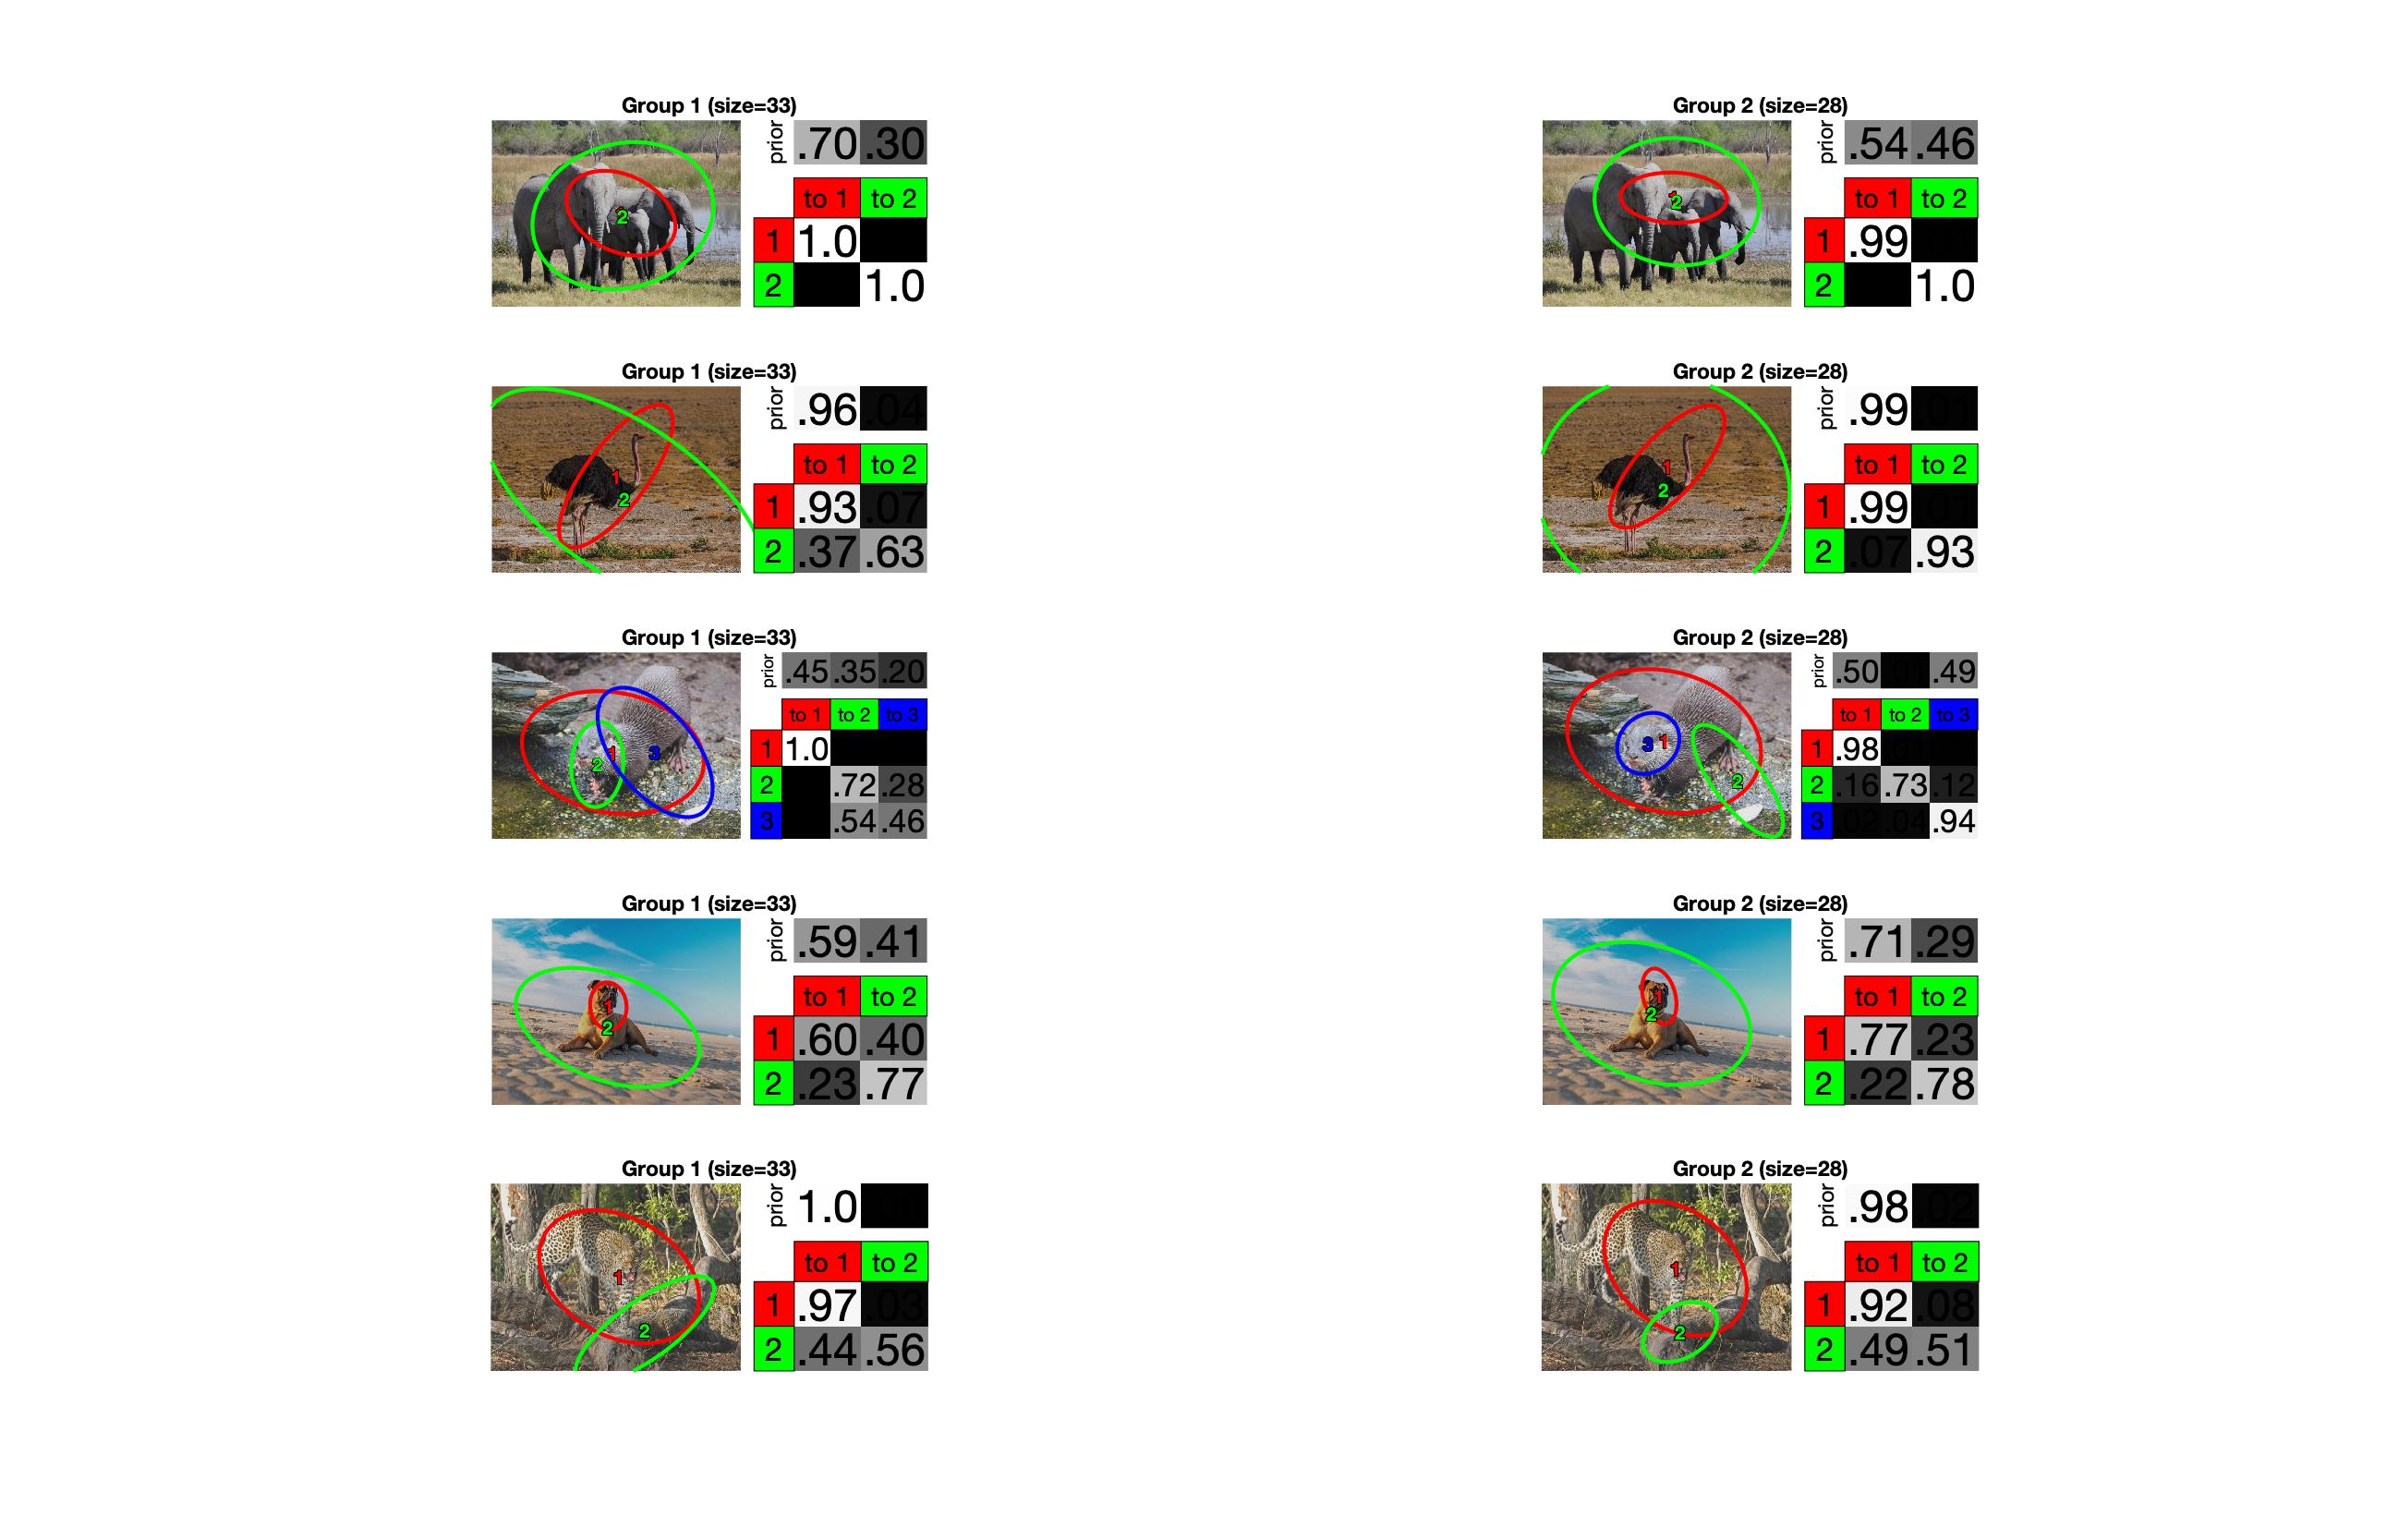 Group 1 (size=33)
prior .70 .30
to 1 to 2
1 1.0
2 1.0
2
Group 2 (size=28)
prior .54 .46
to 1 to 2
1 .99
2 1.0
2
Group 1 (size=33)
prior .96 .04
to 1 to 2
1 .93 .07
2 .37 .63
1
2
Group 2 (size=28)
prior .99 .01
to 1 to 2
1 .99 .01
2 .07 .93
1
2
Group 1 (size=33)
prior .45 .35 .20
to 1 to 2 to 3
1 1.0
2 .72 .28
3 .54 .46
1 3
2
Group 2 (size=28)
prior .50 .01 .49
to 1 to 2 to 3
1 .98 .01
2 .16 .73 .12
3 .02 .04 .94
3 1
2
Group 1 (size=33)
prior .59 .41
to 1 to 2
1 .60 .40
2 .23 .77
1
2
Group 2 (size=28)
prior .71 .29
to 1 to 2
1 .77 .23
2 .22 .78
1
2
Group 1 (size=33)
prior 1.0
to 1 to 2
1 .97 .03
2 .44 .56
1
2
Group 2 (size=28)
prior .98 .02
to 1 to 2
1 .92 .08
2 .49 .51
1
2